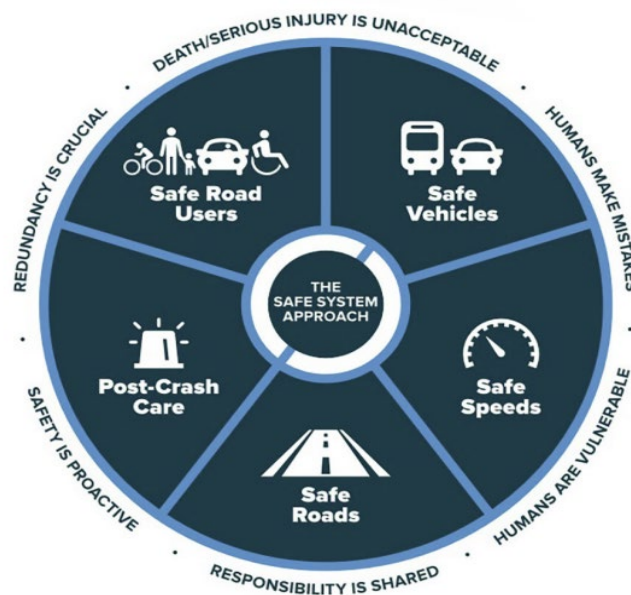 DEATH/SERIOUS INJURY IS UNACCEPTABLE
HUMANS MAKE MISTAKES
HUMANS ARE VULNERABLE
RESPONSIBILITY IS SHARED
SAFETY IS PROACTIVE
REDUNDANCY IS CRUCIAL
Safe Road
Users
Safe
Vehicles
Safe
Speeds
Safe
Roads
Post-Crash
Care
THE
SAFE SYSTEM
APPROACH